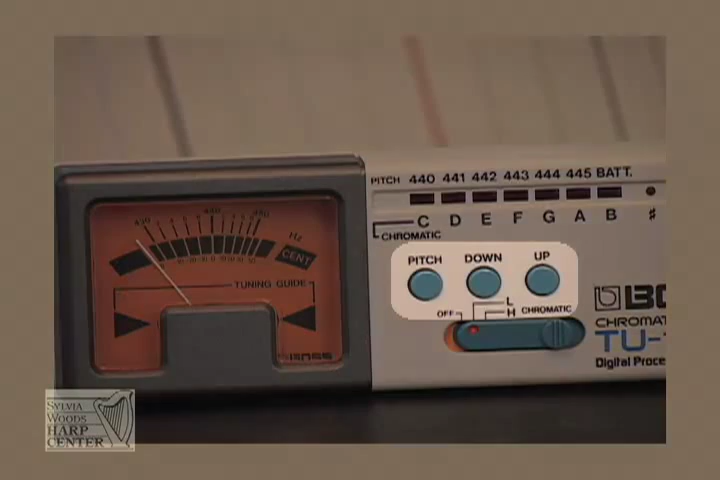 PITCH 440 441 442 443 444 445 BATT.
C D E F G A B #
CHROMATIC
430 440 450
Hz
CENT
TUNING GUIDE
BOSS
PITCH DOWN UP
OFF L H CHROMATIC
CHROMAT
TU-
Digital Proce
SYLVIA
WOODS
HARP
CENTER